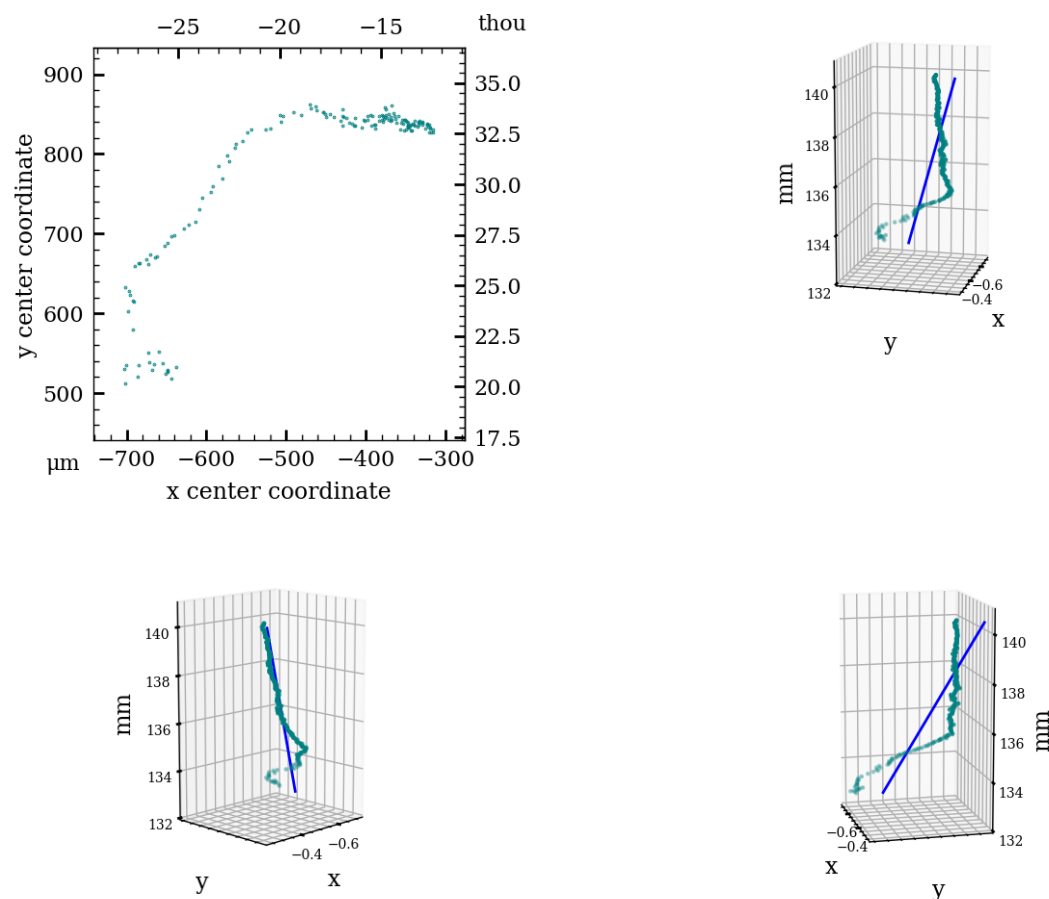 −25 −20 −15 thou
900
800
700
600
500
y center coordinate
35.0
32.5
30.0
27.5
25.0
22.5
20.0
17.5
μm −700 −600 −500 −400 −300
x center coordinate
140
138
136
134
132
mm
−0.6
−0.4
x
y
140
138
136
134
132
mm
−0.6
−0.4
y
x
140
138
136
134
132
mm
−0.6
−0.4
x
y